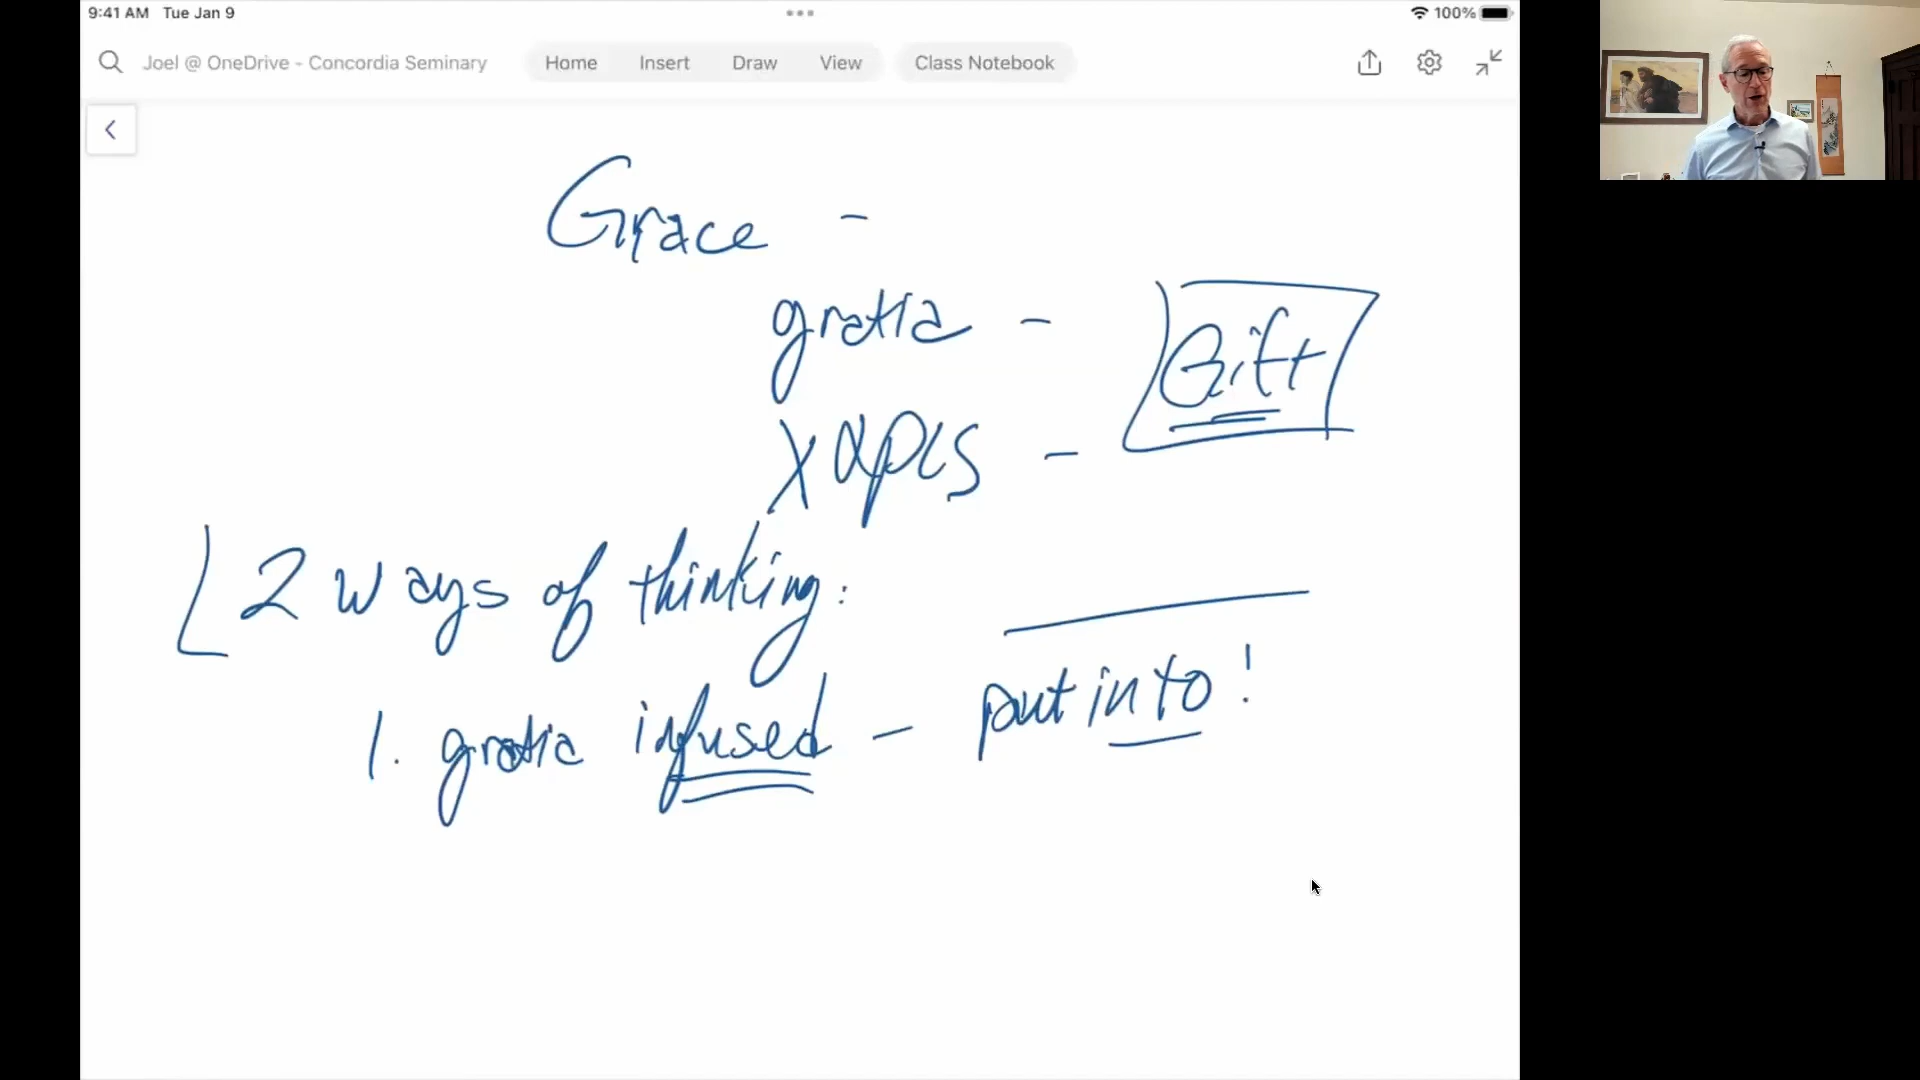 9:41 AM Tue Jan 9
100%
Joel @ OneDrive - Concordia Seminary Home Insert Draw View Class Notebook
Grace -
gratia - Gift
χαρις -
2 ways of thinking:
1. gratia infused - put into!